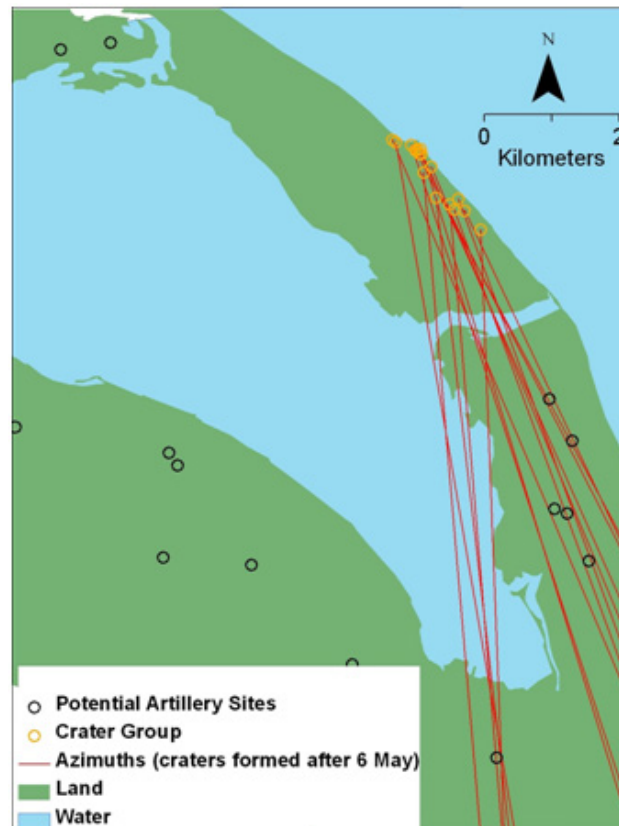 N
0
2
Kilometers
Potential Artillery Sites
Crater Group
Azimuths (craters formed after 6 May)
Land
Water